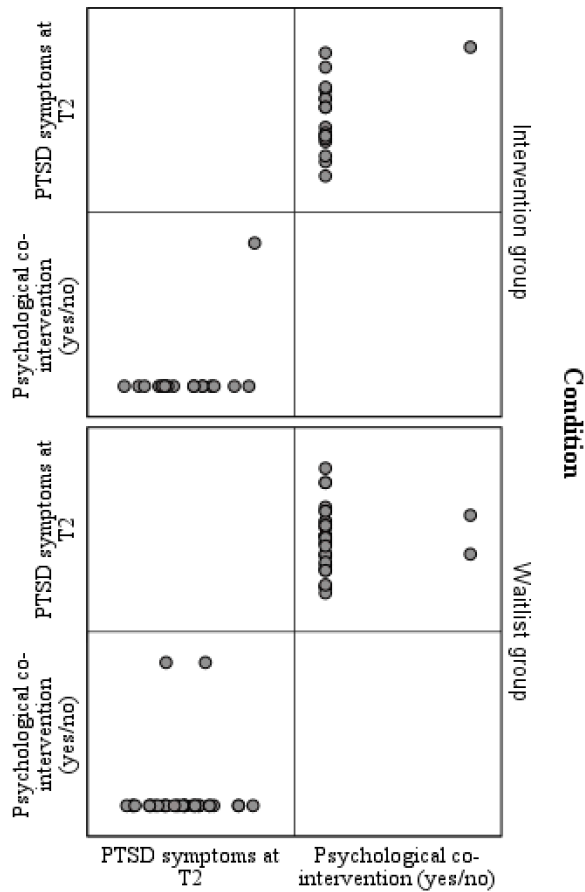 PTSD symptoms at
T2
Psychological co-
intervention
(yes/no)
Intervention group
PTSD symptoms at
T2
Psychological co-
intervention
(yes/no)
Waitlist group
Condition
PTSD symptoms at
T2
Psychological co-
intervention (yes/no)